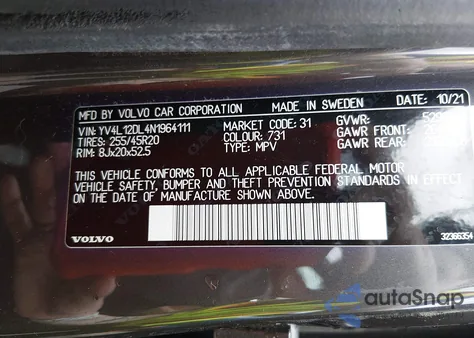 MFD BY VOLVO CAR CORPORATION MADE IN SWEDEN DATE: 10/21
VIN: YV4L12DL4N1964111 MARKET CODE: 31 GVWR:
TIRES: 255/45R20 COLOUR: 731 GAWR FRONT:
RIM: 8Jx20x52.5 TYPE: MPV GAWR REAR:
THIS VEHICLE CONFORMS TO ALL APPLICABLE FEDERAL MOTOR
VEHICLE SAFETY, BUMPER AND THEFT PREVENTION STANDARDS IN EFFECT
ON THE DATE OF MANUFACTURE SHOWN ABOVE.
VOLVO 32366354
autoSnap